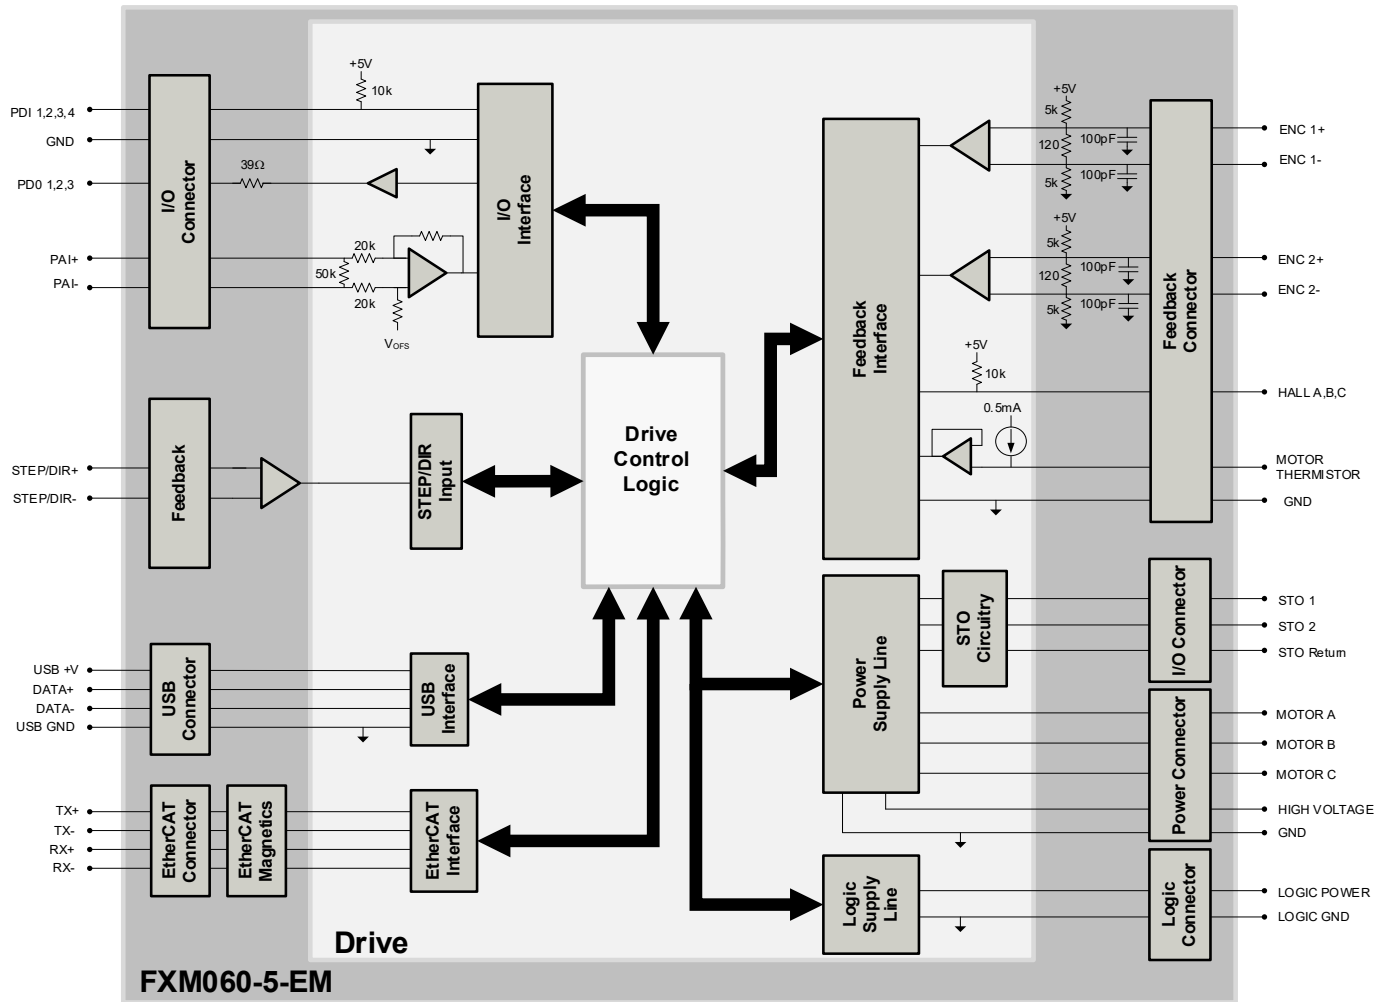 PDI 1,2,3,4
GND
PD0 1,2,3
PAI+
PAI-
I/O
Connector
+5V
10k
39Ω
20k
50k
20k
VOFS
I/O
Interface
STEP/DIR+
STEP/DIR-
Feedback
STEP/DIR
Input
Drive
Control
Logic
USB +V
DATA+
DATA-
USB GND
USB
Connector
USB
Interface
TX+
TX-
RX+
RX-
EtherCAT
Connector
EtherCAT
Magnetics
EtherCAT
Interface
Feedback
Interface
+5V
5k
120
5k
100pF
100pF
+5V
5k
120
5k
100pF
100pF
+5V
10k
0.5mA
Feedback
Connector
ENC 1+
ENC 1-
ENC 2+
ENC 2-
HALL A,B,C
MOTOR
THERMISTOR
GND
Power
Supply Line
STO
Circuitry
I/O Connector
STO 1
STO 2
STO Return
Power Connector
MOTOR A
MOTOR B
MOTOR C
HIGH VOLTAGE
GND
Logic
Supply
Line
Logic
Connector
LOGIC POWER
LOGIC GND
Drive
FXM060-5-EM